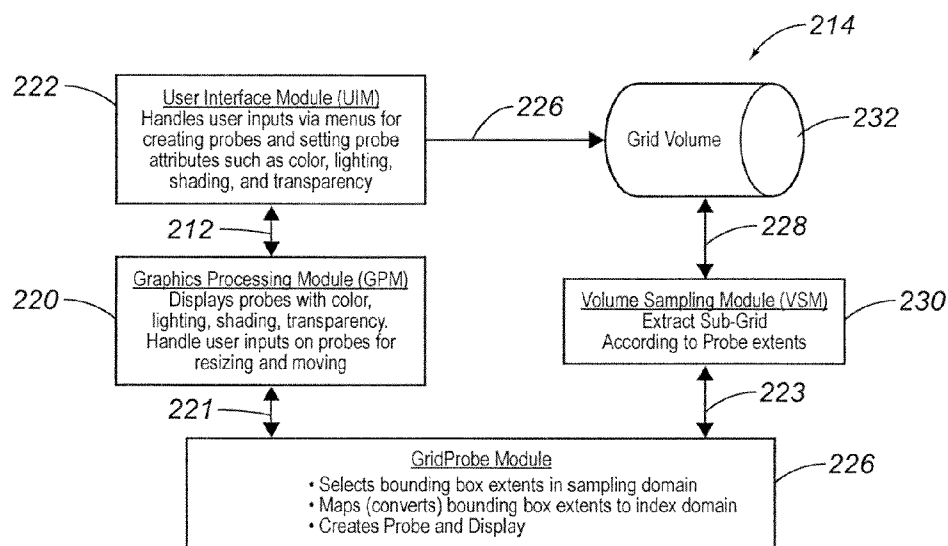 214
222
User Interface Module (UIM)
Handles user inputs via menus for
creating probes and setting probe
attributes such as color, lighting,
shading, and transparency
226
Grid Volume
232
212
228
220
Graphics Processing Module (GPM)
Displays probes with color,
lighting, shading, transparency.
Handle user inputs on probes for
resizing and moving
Volume Sampling Module (VSM)
Extract Sub-Grid
According to Probe extents
230
221
223
GridProbe Module
• Selects bounding box extents in sampling domain
• Maps (converts) bounding box extents to index domain
• Creates Probe and Display
226